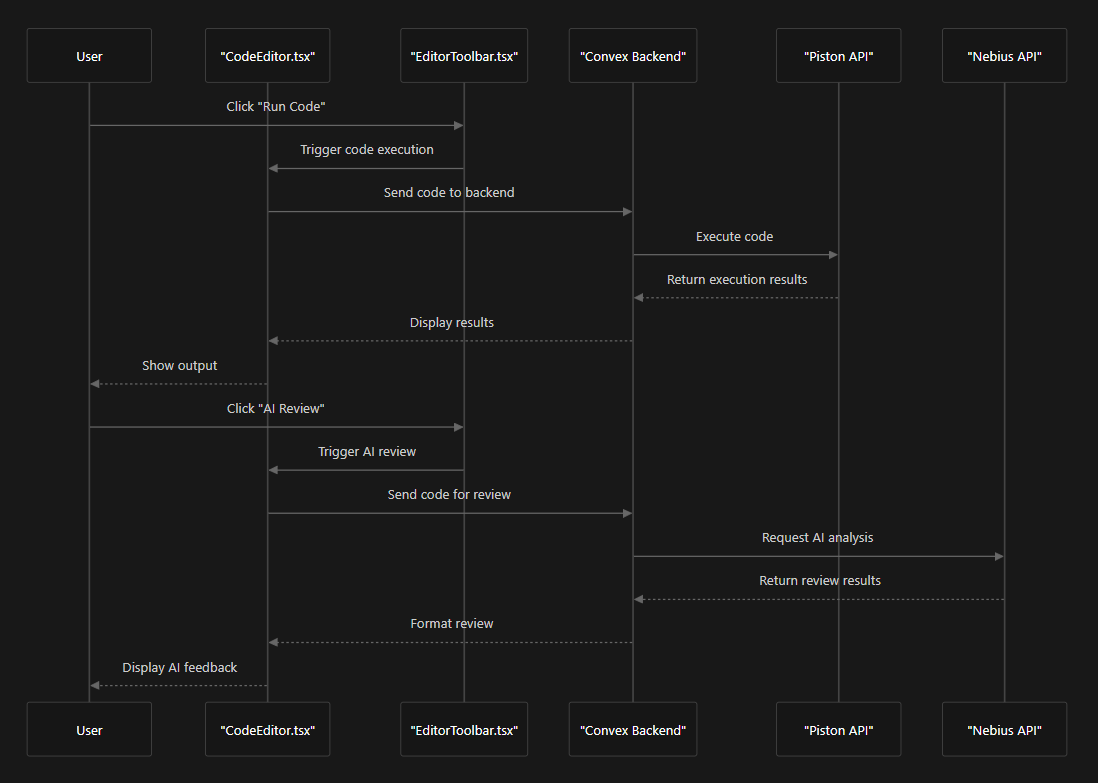 User
"CodeEditor.tsx"
"EditorToolbar.tsx"
"Convex Backend"
"Piston API"
"Nebius API"
Click "Run Code"
Trigger code execution
Send code to backend
Execute code
Return execution results
Display results
Show output
Click "AI Review"
Trigger AI review
Send code for review
Request AI analysis
Return review results
Format review
Display AI feedback
User
"CodeEditor.tsx"
"EditorToolbar.tsx"
"Convex Backend"
"Piston API"
"Nebius API"